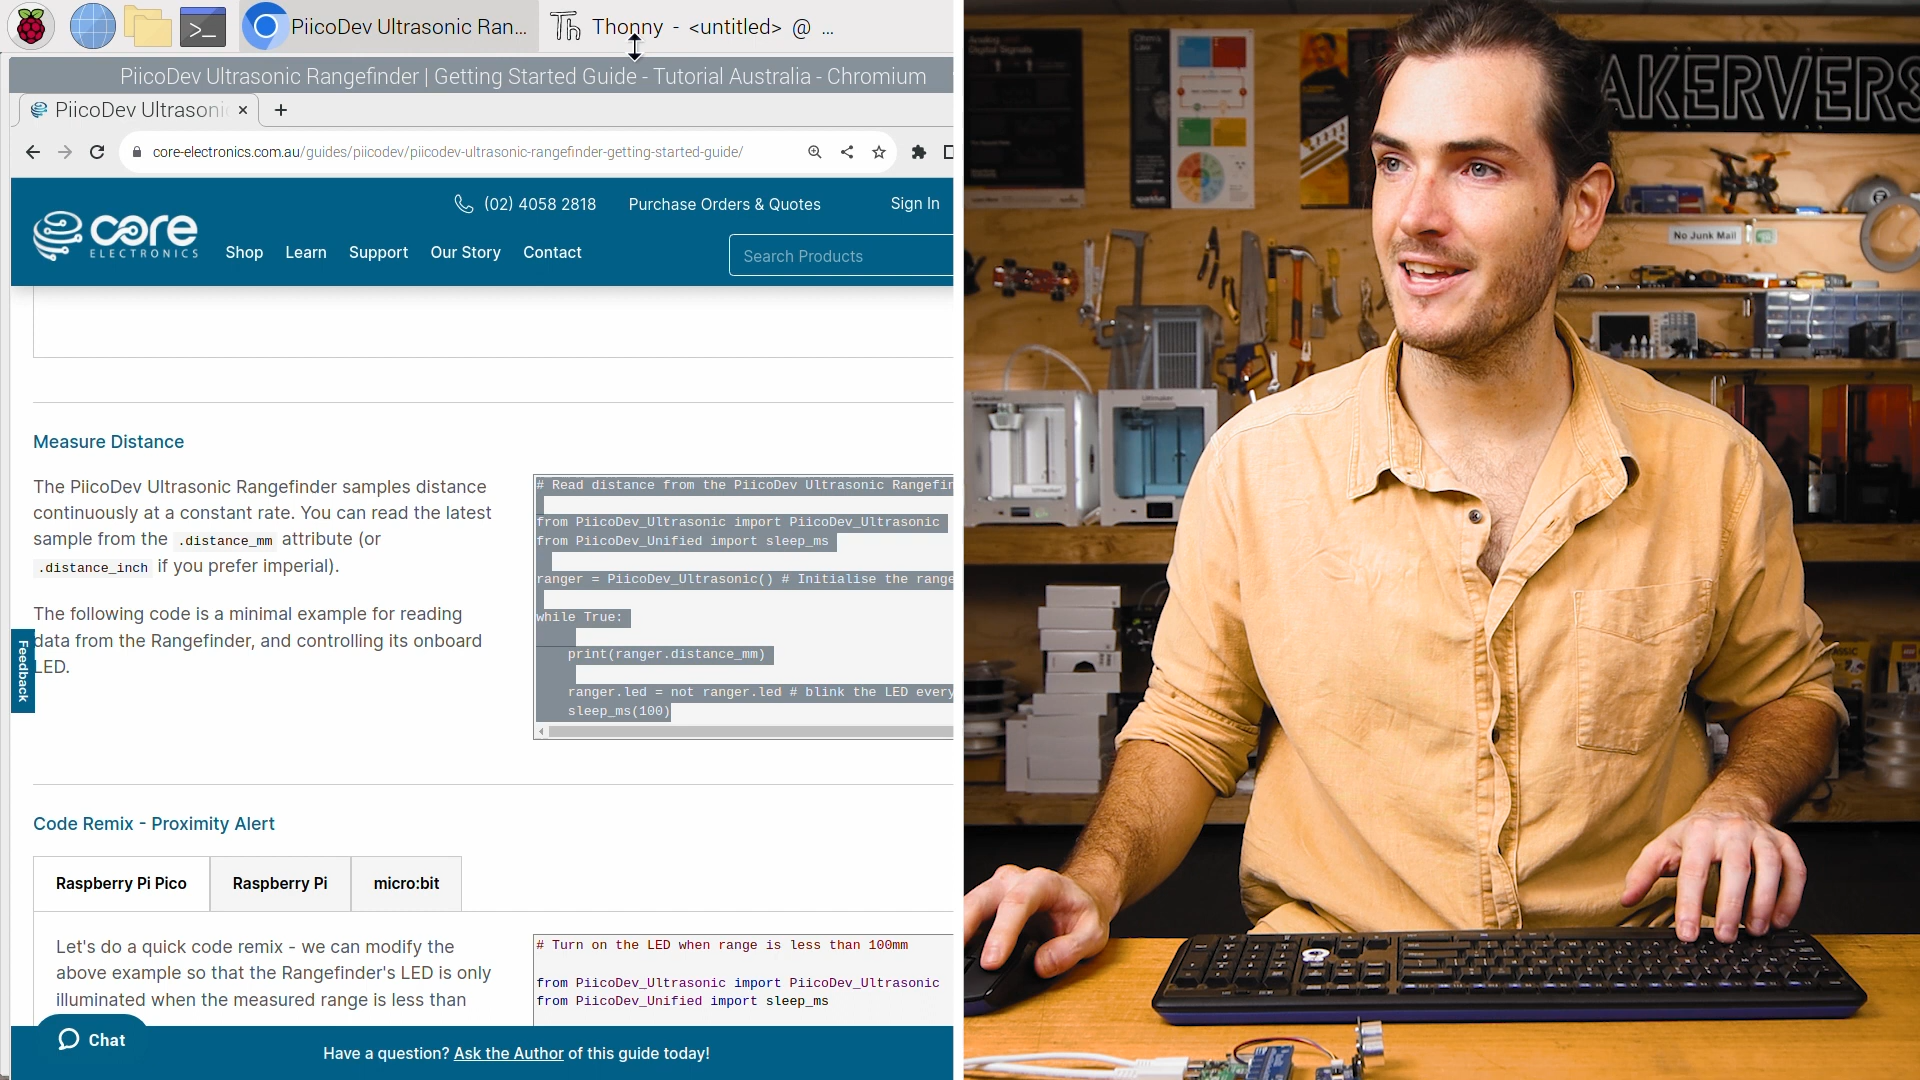 PiicoDev Ultrasonic Ran...
Thonny - <untitled> @ ...
PiicoDev Ultrasonic Rangefinder | Getting Started Guide - Tutorial Australia - Chromium
PiicoDev Ultrasoni
core-electronics.com.au/guides/piicodev/piicodev-ultrasonic-rangefinder-getting-started-guide/
(02) 4058 2818
Purchase Orders & Quotes
Sign In
core
ELECTRONICS
Shop
Learn
Support
Our Story
Contact
Search Products
Measure Distance
The PiicoDev Ultrasonic Rangefinder samples distance
continuously at a constant rate. You can read the latest
sample from the .distance_mm attribute (or
.distance_inch if you prefer imperial).
The following code is a minimal example for reading
data from the Rangefinder, and controlling its onboard
LED.
Feedback
# Read distance from the PiicoDev Ultrasonic Rangefin
from PiicoDev_Ultrasonic import PiicoDev_Ultrasonic
from PiicoDev_Unified import sleep_ms
ranger = PiicoDev_Ultrasonic() # Initialise the range
while True:
print(ranger.distance_mm)
ranger.led = not ranger.led # blink the LED every
sleep_ms(100)
Code Remix - Proximity Alert
Raspberry Pi Pico
Raspberry Pi
micro:bit
Let's do a quick code remix - we can modify the
above example so that the Rangefinder's LED is only
illuminated when the measured range is less than
# Turn on the LED when range is less than 100mm
from PiicoDev_Ultrasonic import PiicoDev_Ultrasonic
from PiicoDev_Unified import sleep_ms
Chat
Have a question? Ask the Author of this guide today!
AKERVERS
No Junk Mail